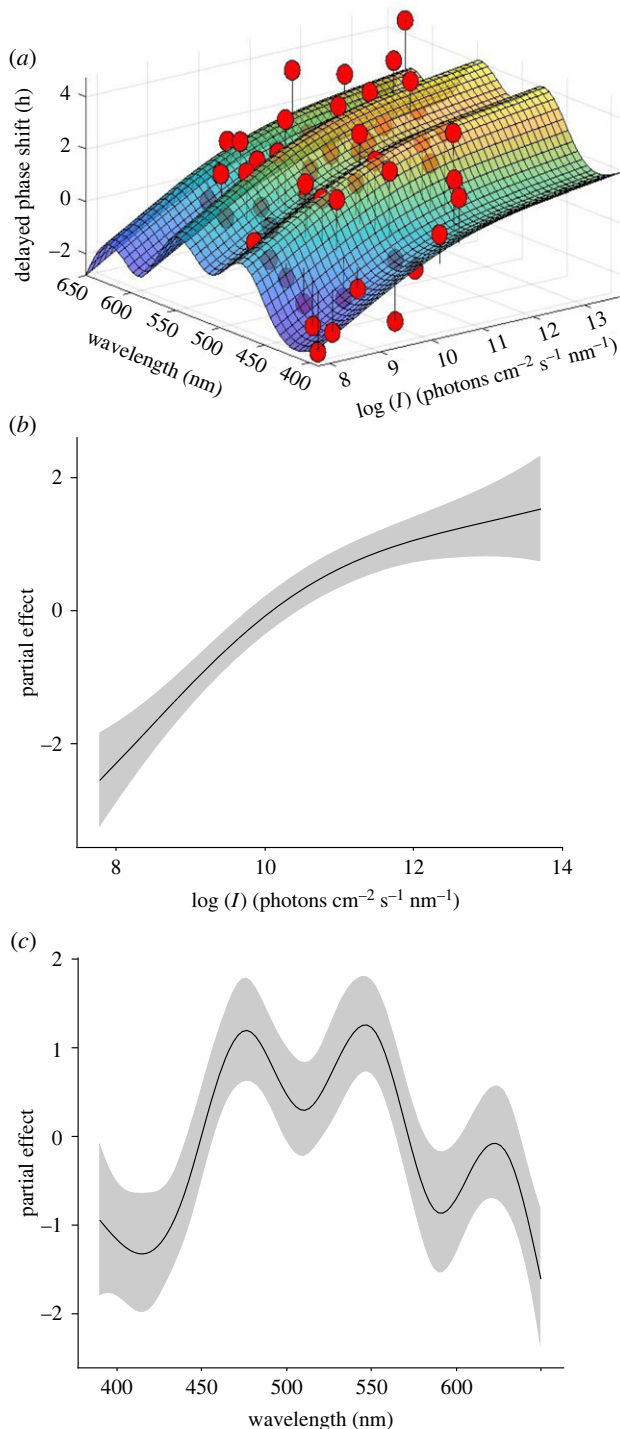 (a)
delayed phase shift (h)
4
2
0
–2
650
600
550
500
450
400
wavelength (nm)
8
9
10
11
12
13
log (I) (photons cm–2 s–1 nm–1)
(b)
partial effect
2
0
–2
8 10 12 14
log (I) (photons cm–2 s–1 nm–1)
(c)
partial effect
2
1
0
–1
–2
400 450 500 550 600
wavelength (nm)